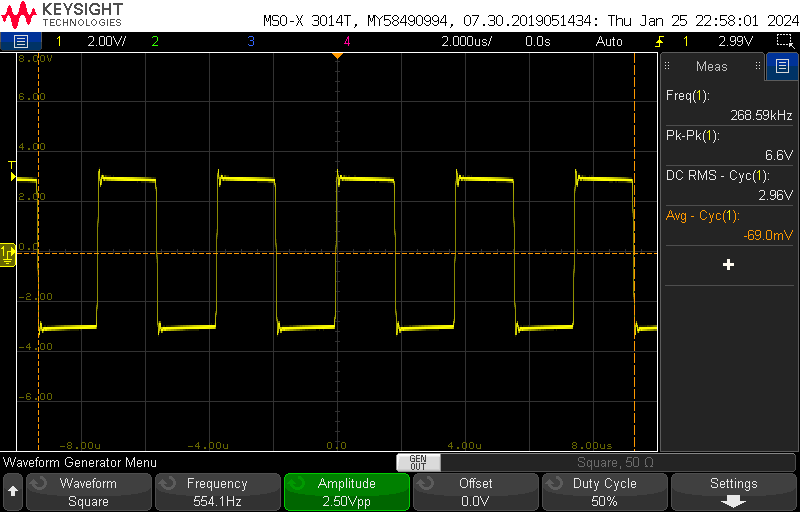 KEYSIGHT
TECHNOLOGIES
MSO-X 3014T, MY58490994, 07.30.2019051434: Thu Jan 25 22:58:01 2024
1 2.00V/ 2 3 4 2.000us/ 0.0s Auto 1 2.99V
8.00V
6.00
4.00
T
2.00
0.0
1
-2.00
-4.00
-6.00
-8.00u -4.00u 0.0 4.00u 8.00us
Meas
Freq(1):
268.59kHz
Pk-Pk(1):
6.6V
DC RMS - Cyc(1):
2.96V
Avg - Cyc(1):
-69.0mV
+
Waveform Generator Menu
GEN
OUT
Square, 50 Ω
Waveform
Square
Frequency
554.1Hz
Amplitude
2.50Vpp
Offset
0.0V
Duty Cycle
50%
Settings